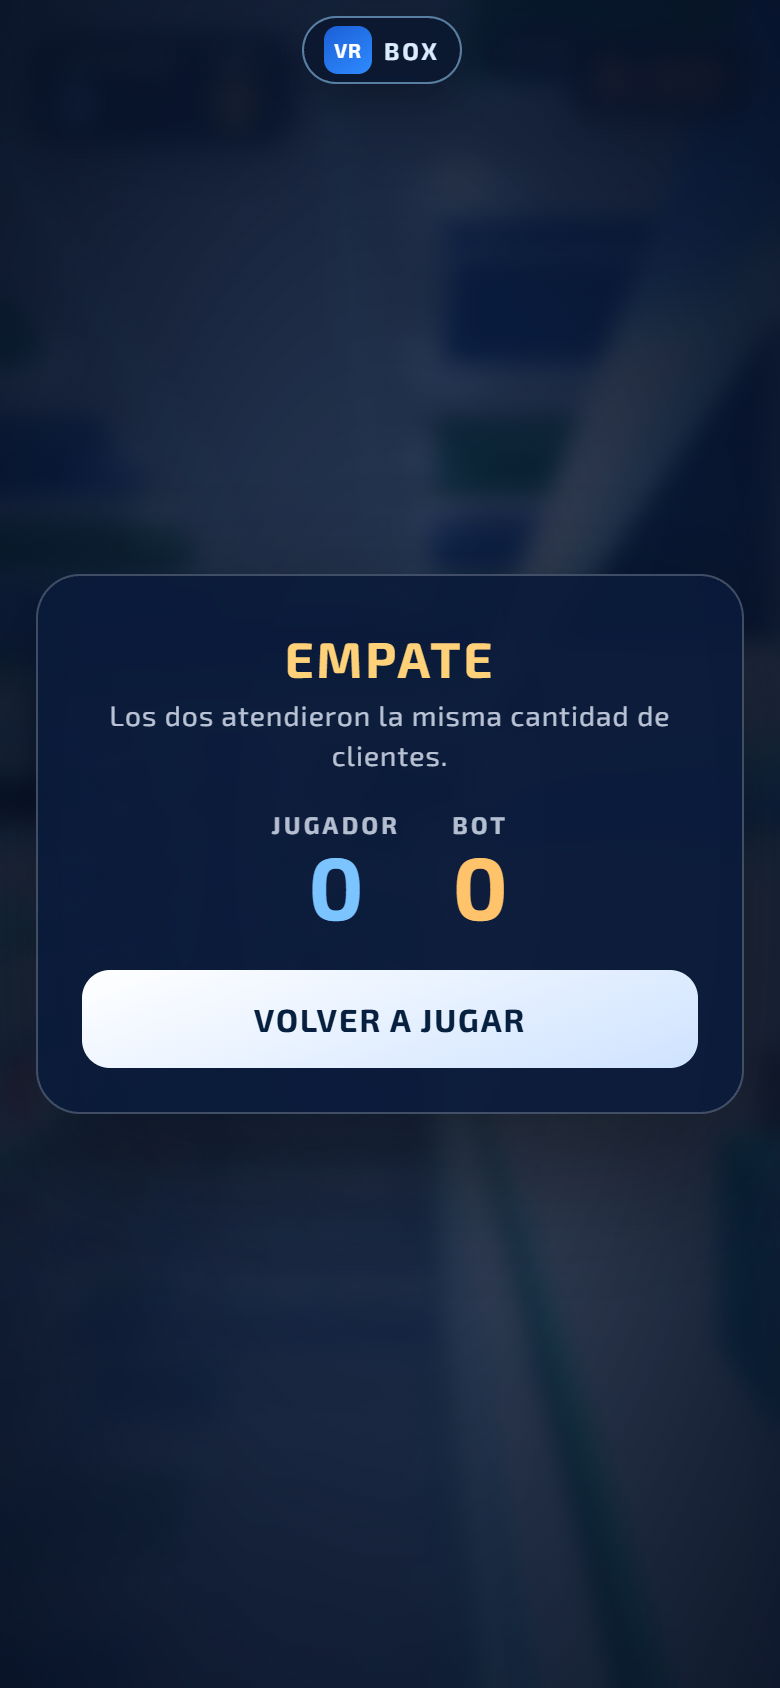 VR BOX
EMPATE
Los dos atendieron la misma cantidad de
clientes.
JUGADOR BOT
0 0
VOLVER A JUGAR